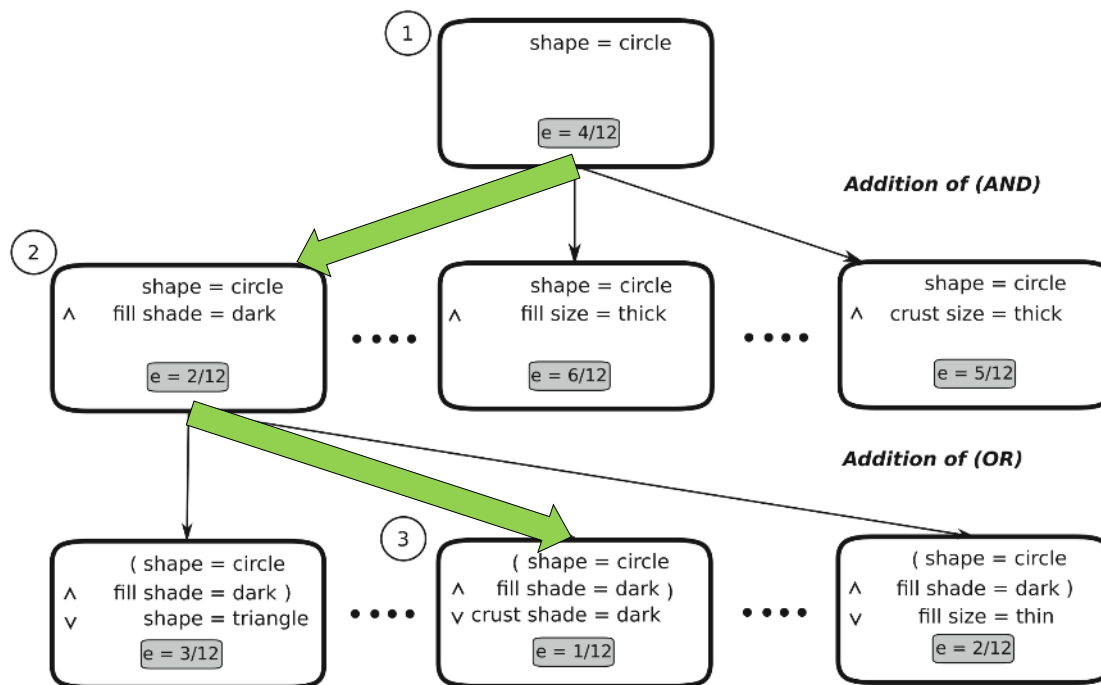 1
shape = circle
e = 4/12
Addition of (AND)
2
shape = circle
∧ fill shade = dark
e = 2/12
shape = circle
∧ fill size = thick
e = 6/12
shape = circle
∧ crust size = thick
e = 5/12
Addition of (OR)
( shape = circle
∧ fill shade = dark )
∨ shape = triangle
e = 3/12
3
( shape = circle
∧ fill shade = dark )
∨ crust shade = dark
e = 1/12
( shape = circle
∧ fill shade = dark )
∨ fill size = thin
e = 2/12